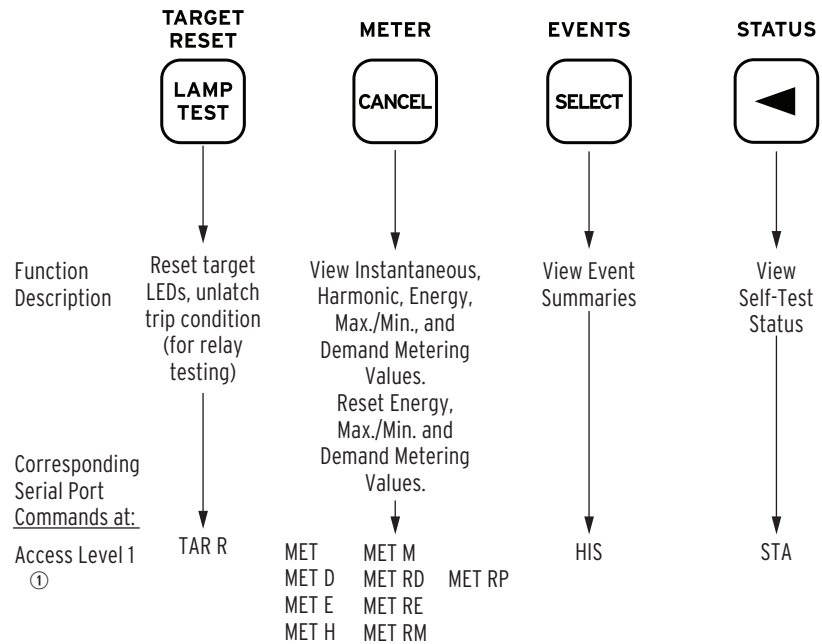 TARGET
RESET
METER
EVENTS
STATUS
LAMP
TEST
CANCEL
SELECT
Function
Description
Reset target
LEDs, unlatch
trip condition
(for relay
testing)
View Instantaneous,
Harmonic, Energy,
Max./Min., and
Demand Metering
Values.
Reset Energy,
Max./Min. and
Demand Metering
Values.
View Event
Summaries
View
Self-Test
Status
Corresponding
Serial Port
Commands at:
Access Level 1
①
TAR R
MET MET M
MET D MET RD MET RP
MET E MET RE
MET H MET RM
HIS
STA